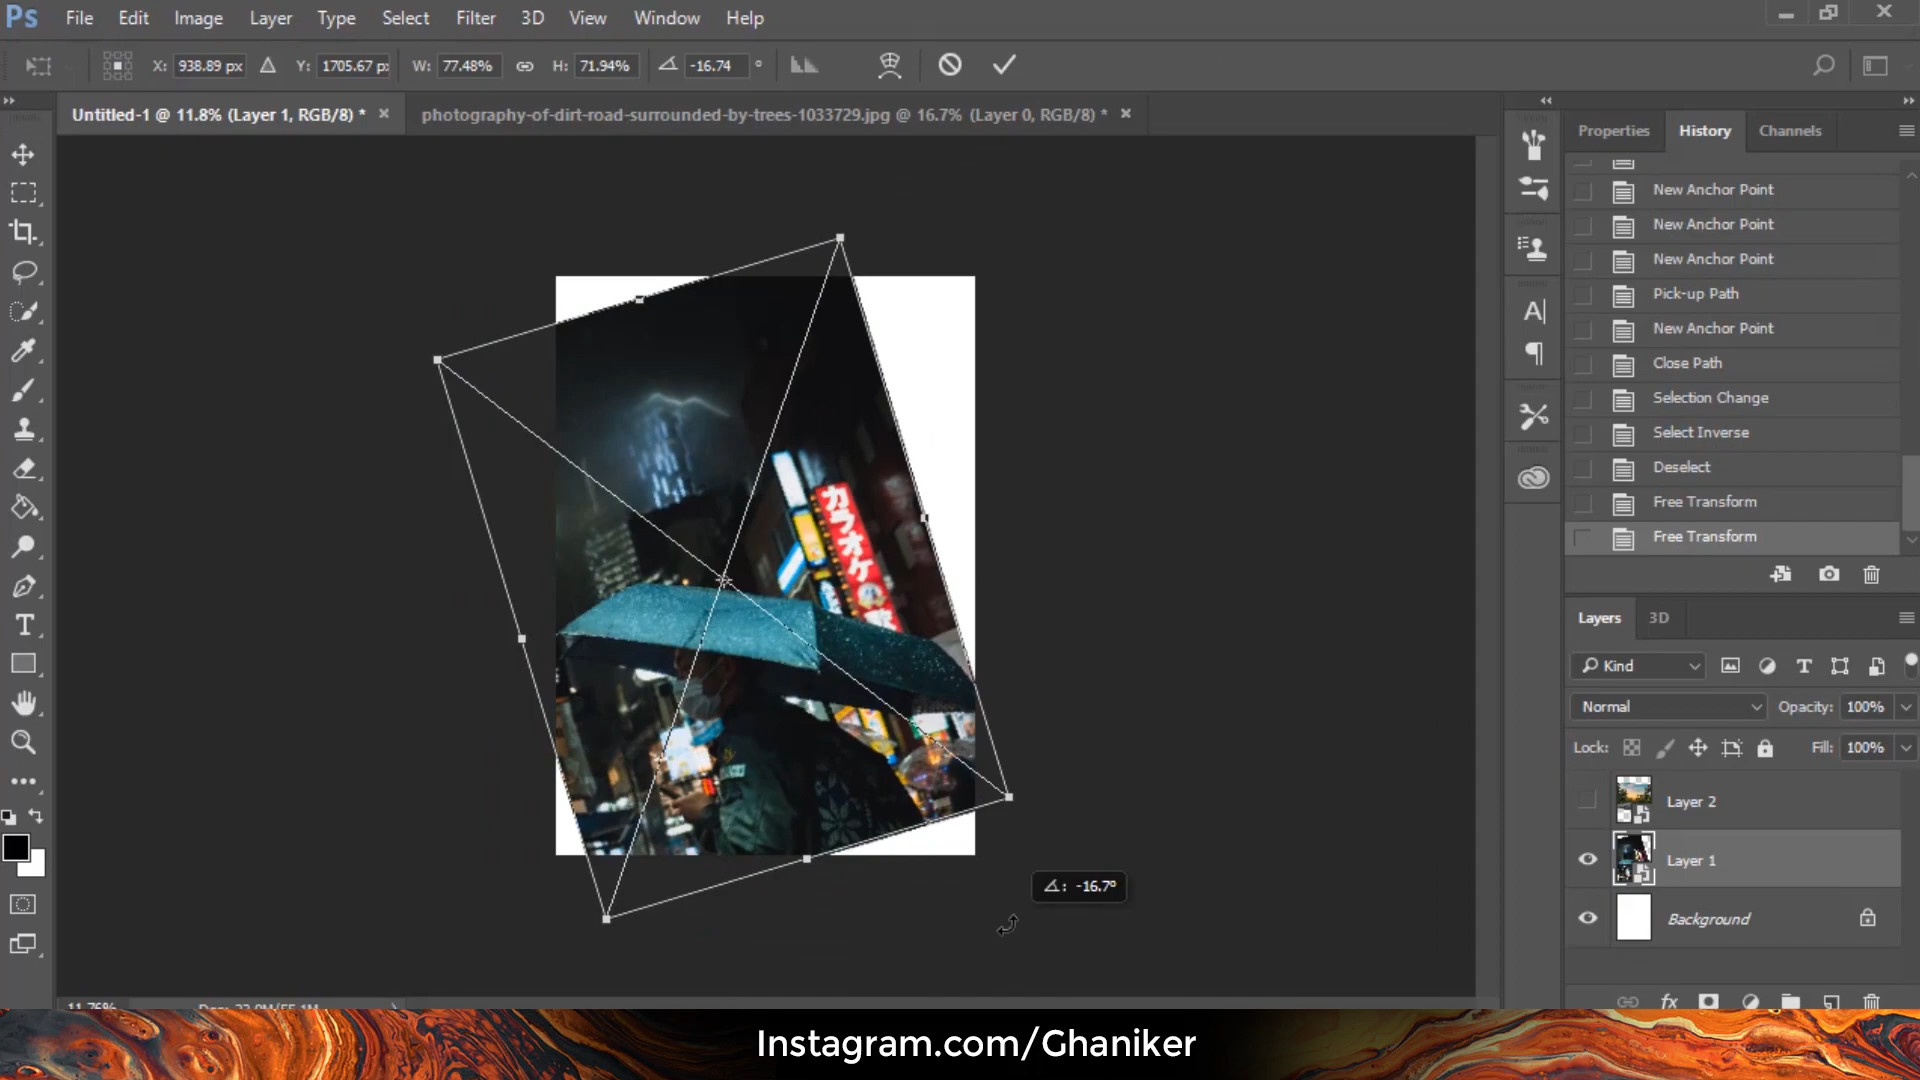 Ps File Edit Image Layer Type Select Filter 3D View Window Help
X: 938.89 px Y: 1705.67 px W: 77.48% H: 71.94% -16.74 °
Untitled-1 @ 11.8% (Layer 1, RGB/8) * photography-of-dirt-road-surrounded-by-trees-1033729.jpg @ 16.7% (Layer 0, RGB/8) *
Properties History Channels
New Anchor Point
New Anchor Point
New Anchor Point
Pick-up Path
New Anchor Point
Close Path
Selection Change
Select Inverse
Deselect
Free Transform
Free Transform
カラオケ
Layers 3D
Kind
Normal Opacity: 100%
Lock: Fill: 100%
Layer 2
Layer 1
Background
: -16.7°
11.76%
Instagram.com/Ghaniker